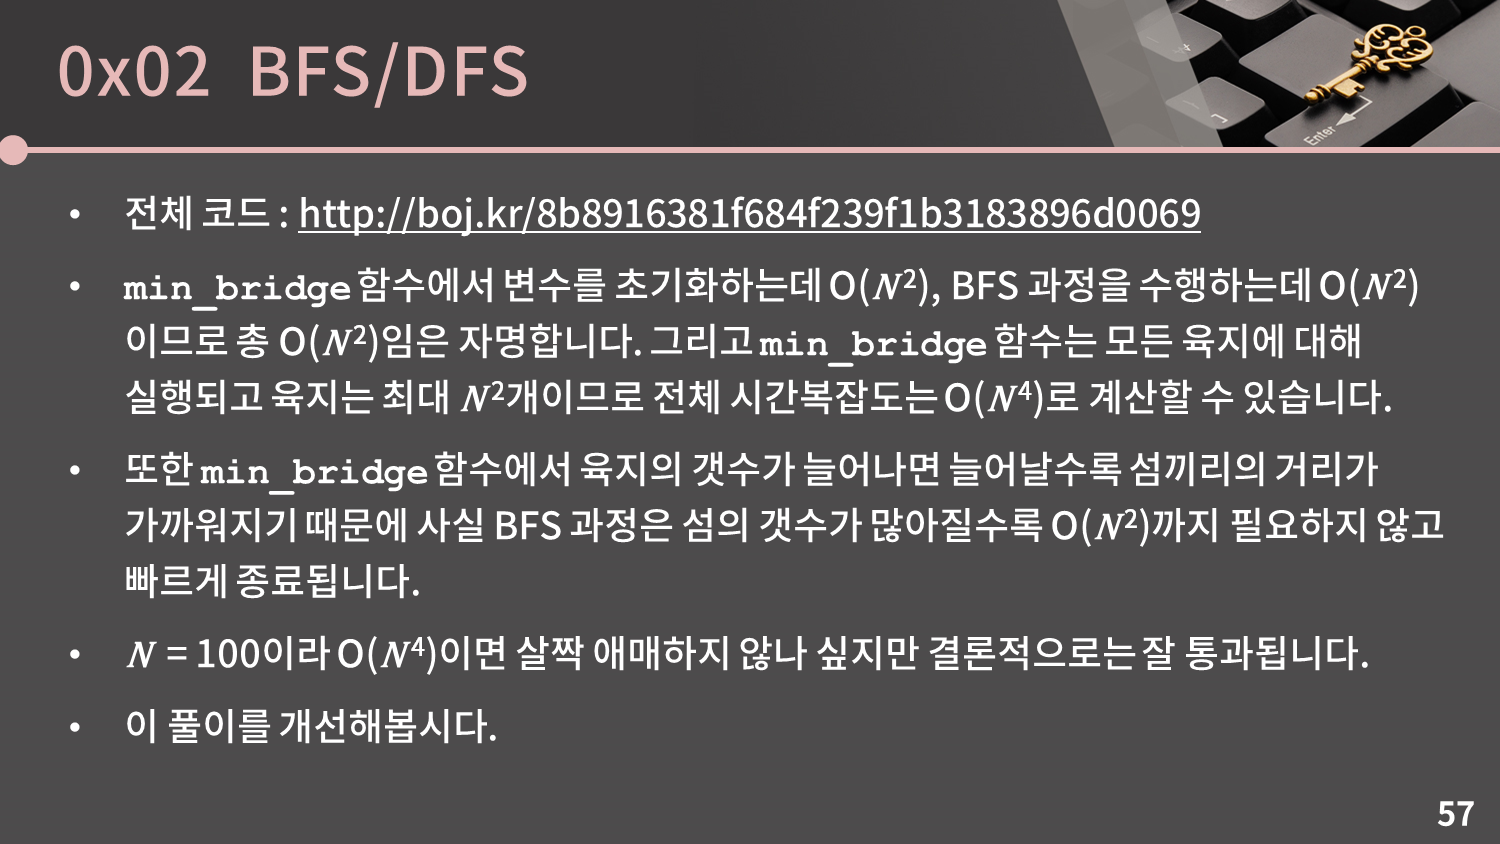 0x02 BFS/DFS
• 전체 코드 : http://boj.kr/8b8916381f684f239f1b3183896d0069
• min_bridge 함수에서 변수를 초기화하는데 O(N²), BFS 과정을 수행하는데 O(N²)
이므로 총 O(N²)임은 자명합니다. 그리고 min_bridge 함수는 모든 육지에 대해
실행되고 육지는 최대 N²개이므로 전체 시간복잡도는 O(N⁴)로 계산할 수 있습니다.
• 또한 min_bridge 함수에서 육지의 갯수가 늘어나면 늘어날수록 섬끼리의 거리가
가까워지기 때문에 사실 BFS 과정은 섬의 갯수가 많아질수록 O(N²)까지 필요하지 않고
빠르게 종료됩니다.
• N = 100이라 O(N⁴)이면 살짝 애매하지 않나 싶지만 결론적으로는 잘 통과됩니다.
• 이 풀이를 개선해봅시다.
Enter
57